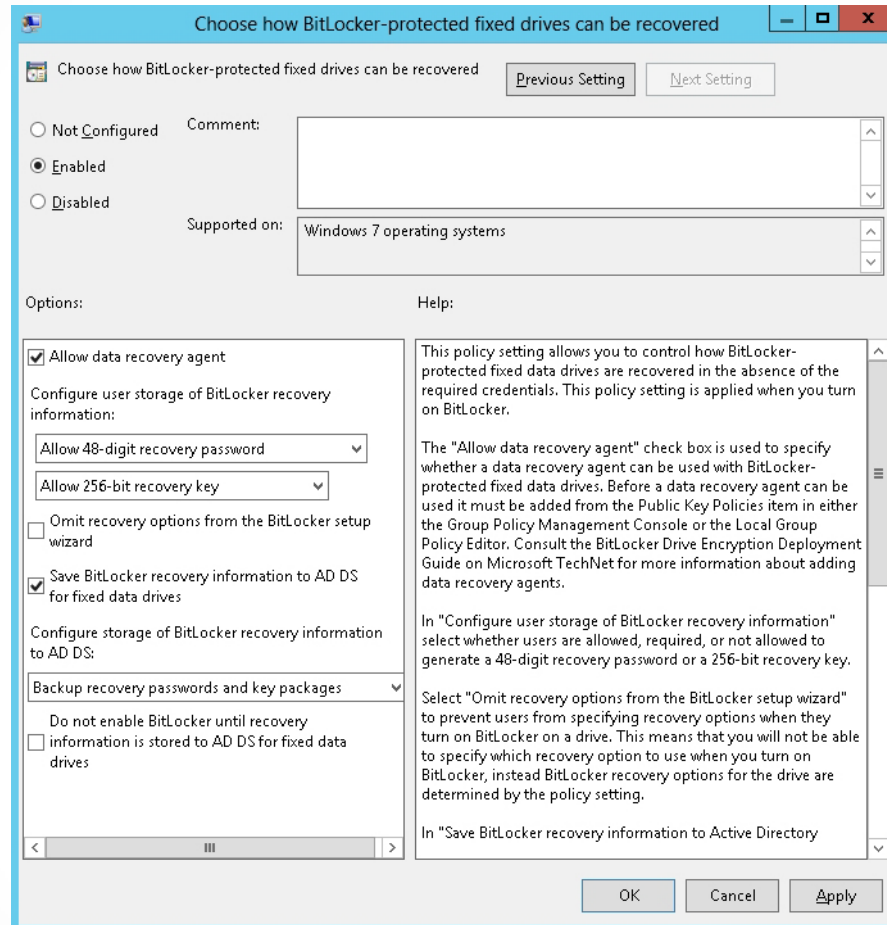 Choose how BitLocker-protected fixed drives can be recovered
Choose how BitLocker-protected fixed drives can be recovered
Previous Setting
Next Setting
Not Configured
Enabled
Disabled
Comment:
Supported on:
Windows 7 operating systems
Options:
Help:
Allow data recovery agent
Configure user storage of BitLocker recovery
information:
Allow 48-digit recovery password
Allow 256-bit recovery key
Omit recovery options from the BitLocker setup
wizard
Save BitLocker recovery information to AD DS
for fixed data drives
Configure storage of BitLocker recovery information
to AD DS:
Backup recovery passwords and key packages
Do not enable BitLocker until recovery
information is stored to AD DS for fixed data
drives
This policy setting allows you to control how BitLocker-
protected fixed data drives are recovered in the absence of the
required credentials. This policy setting is applied when you turn
on BitLocker.
The "Allow data recovery agent" check box is used to specify
whether a data recovery agent can be used with BitLocker-
protected fixed data drives. Before a data recovery agent can be
used it must be added from the Public Key Policies item in either
the Group Policy Management Console or the Local Group
Policy Editor. Consult the BitLocker Drive Encryption Deployment
Guide on Microsoft TechNet for more information about adding
data recovery agents.
In "Configure user storage of BitLocker recovery information"
select whether users are allowed, required, or not allowed to
generate a 48-digit recovery password or a 256-bit recovery key.
Select "Omit recovery options from the BitLocker setup wizard"
to prevent users from specifying recovery options when they
turn on BitLocker on a drive. This means that you will not be able
to specify which recovery option to use when you turn on
BitLocker, instead BitLocker recovery options for the drive are
determined by the policy setting.
In "Save BitLocker recovery information to Active Directory
OK
Cancel
Apply